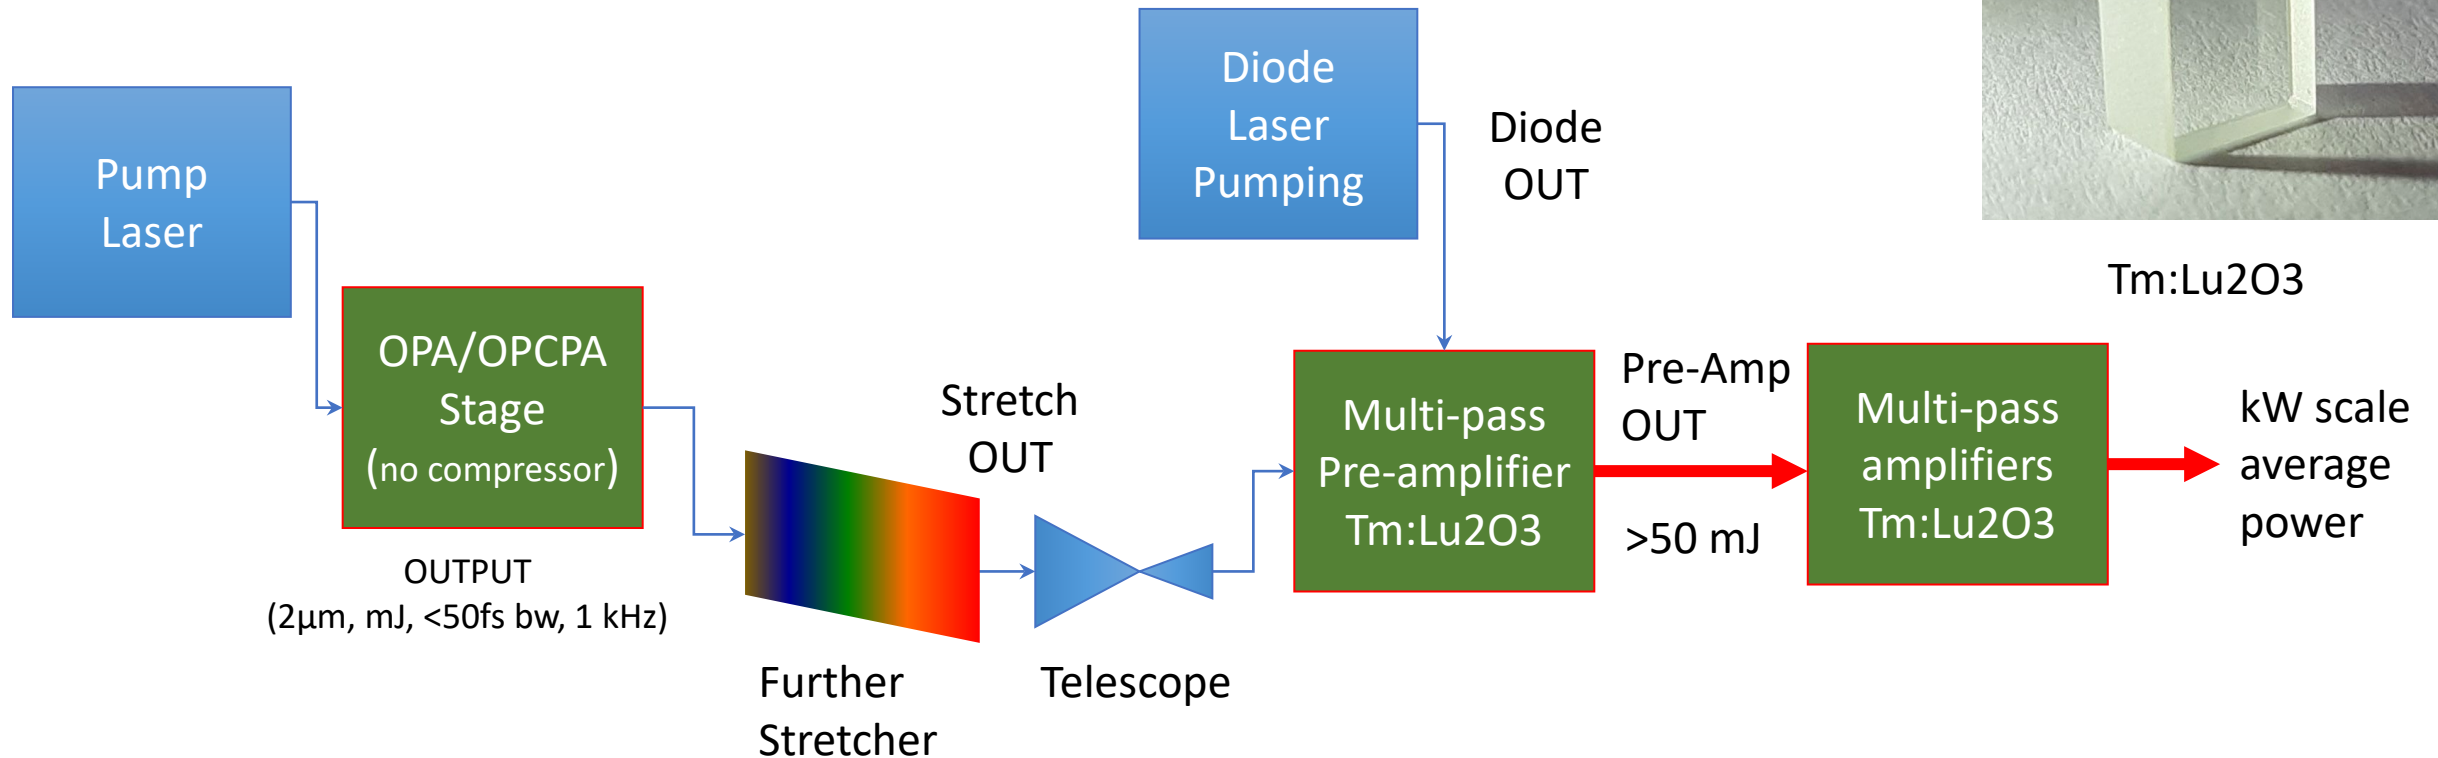 Pump
Laser
OPA/OPCPA
Stage
(no compressor)
OUTPUT
(2µm, mJ, <50fs bw, 1 kHz)
Further
Stretcher
Stretch
OUT
Telescope
Diode
Laser
Pumping
Diode
OUT
Multi-pass
Pre-amplifier
Tm:Lu2O3
Pre-Amp
OUT
>50 mJ
Multi-pass
amplifiers
Tm:Lu2O3
kW scale
average
power
Tm:Lu2O3